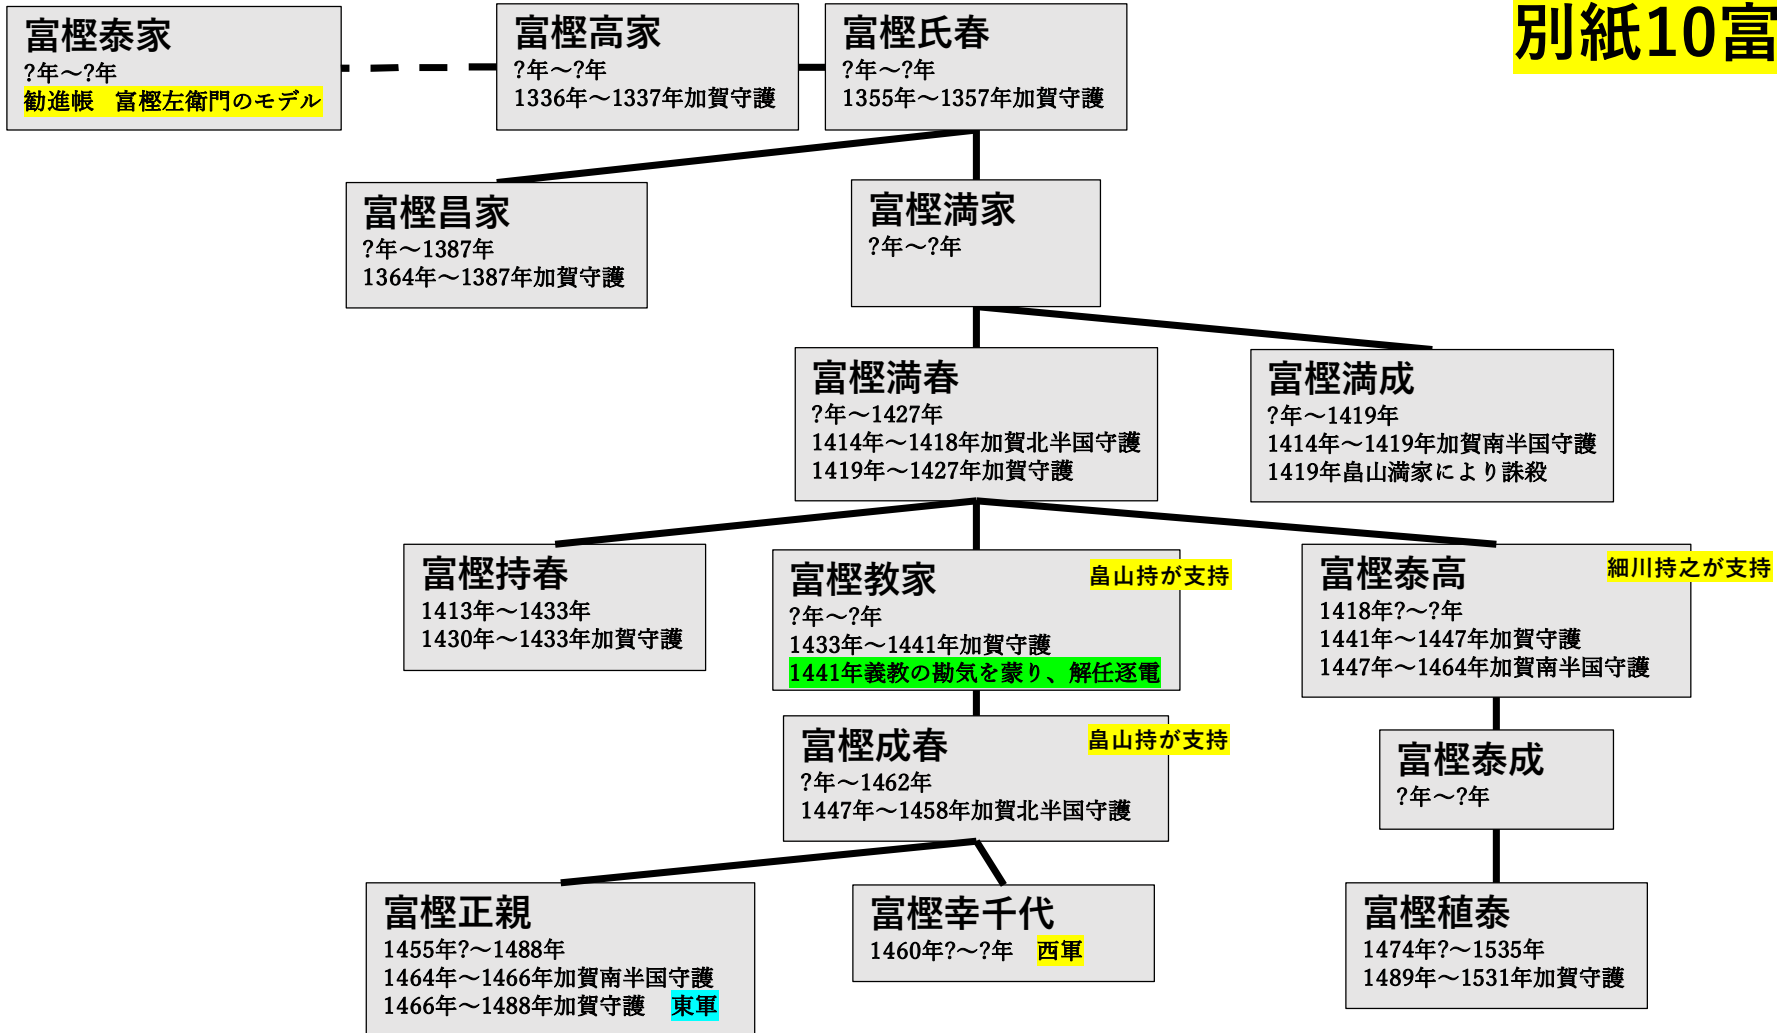 別紙10富
富樫泰家
?年～?年
勧進帳　富樫左衛門のモデル
富樫高家
?年～?年
1336年～1337年加賀守護
富樫氏春
?年～?年
1355年～1357年加賀守護
富樫昌家
?年～1387年
1364年～1387年加賀守護
富樫満家
?年～?年
富樫満春
?年～1427年
1414年～1418年加賀北半国守護
1419年～1427年加賀守護
富樫満成
?年～1419年
1414年～1419年加賀南半国守護
1419年畠山満家により誅殺
富樫持春
1413年～1433年
1430年～1433年加賀守護
富樫教家
畠山持が支持
?年～?年
1433年～1441年加賀守護
1441年義教の勘気を蒙り、解任逐電
富樫泰高
細川持之が支持
1418年?～?年
1441年～1447年加賀守護
1447年～1464年加賀南半国守護
富樫成春
畠山持が支持
?年～1462年
1447年～1458年加賀北半国守護
富樫泰成
?年～?年
富樫正親
1455年?～1488年
1464年～1466年加賀南半国守護
1466年～1488年加賀守護　東軍
富樫幸千代
1460年?～?年　西軍
富樫稙泰
1474年?～1535年
1489年～1531年加賀守護